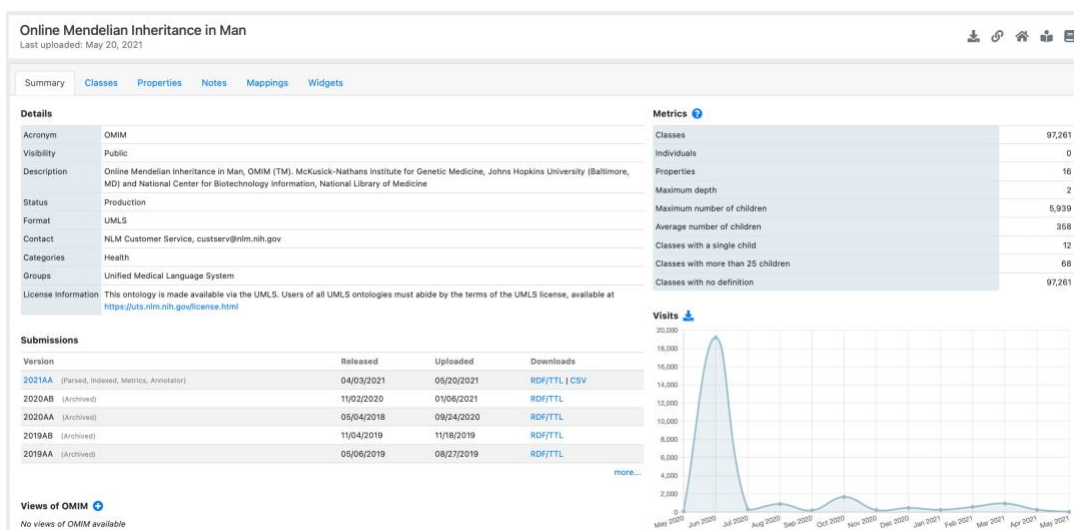 Online Mendelian Inheritance in Man
Last uploaded: May 20, 2021
Summary Classes Properties Notes Mappings Widgets
Details
Acronym OMIM
Visibility Public
Description Online Mendelian Inheritance in Man, OMIM (TM). McKusick-Nathans Institute for Genetic Medicine, Johns Hopkins University (Baltimore,
MD) and National Center for Biotechnology Information, National Library of Medicine
Status Production
Format UMLS
Contact NLM Customer Service, custserv@nlm.nih.gov
Categories Health
Groups Unified Medical Language System
License Information This ontology is made available via the UMLS. Users of all UMLS ontologies must abide by the terms of the UMLS license, available at
https://uts.nlm.nih.gov/license.html
Submissions
Version Released Uploaded Downloads
2021AA (Parsed, Indexed, Metrics, Annotator) 04/03/2021 05/20/2021 RDF/TTL | CSV
2020AB (Archived) 11/02/2020 01/06/2021 RDF/TTL
2020AA (Archived) 05/04/2018 09/24/2020 RDF/TTL
2019AB (Archived) 11/04/2019 11/18/2019 RDF/TTL
2019AA (Archived) 05/06/2019 08/27/2019 RDF/TTL
more...
Views of OMIM
No views of OMIM available
Metrics ?
Classes 97,261
Individuals 0
Properties 16
Maximum depth 2
Maximum number of children 5,939
Average number of children 358
Classes with a single child 12
Classes with more than 25 children 68
Classes with no definition 97,261
Visits
20,000
18,000
16,000
14,000
12,000
10,000
8,000
6,000
4,000
2,000
0
May 2020 Jun 2020 Jul 2020 Aug 2020 Sep 2020 Oct 2020 Nov 2020 Dec 2020 Jan 2021 Feb 2021 Mar 2021 Apr 2021 May 2021